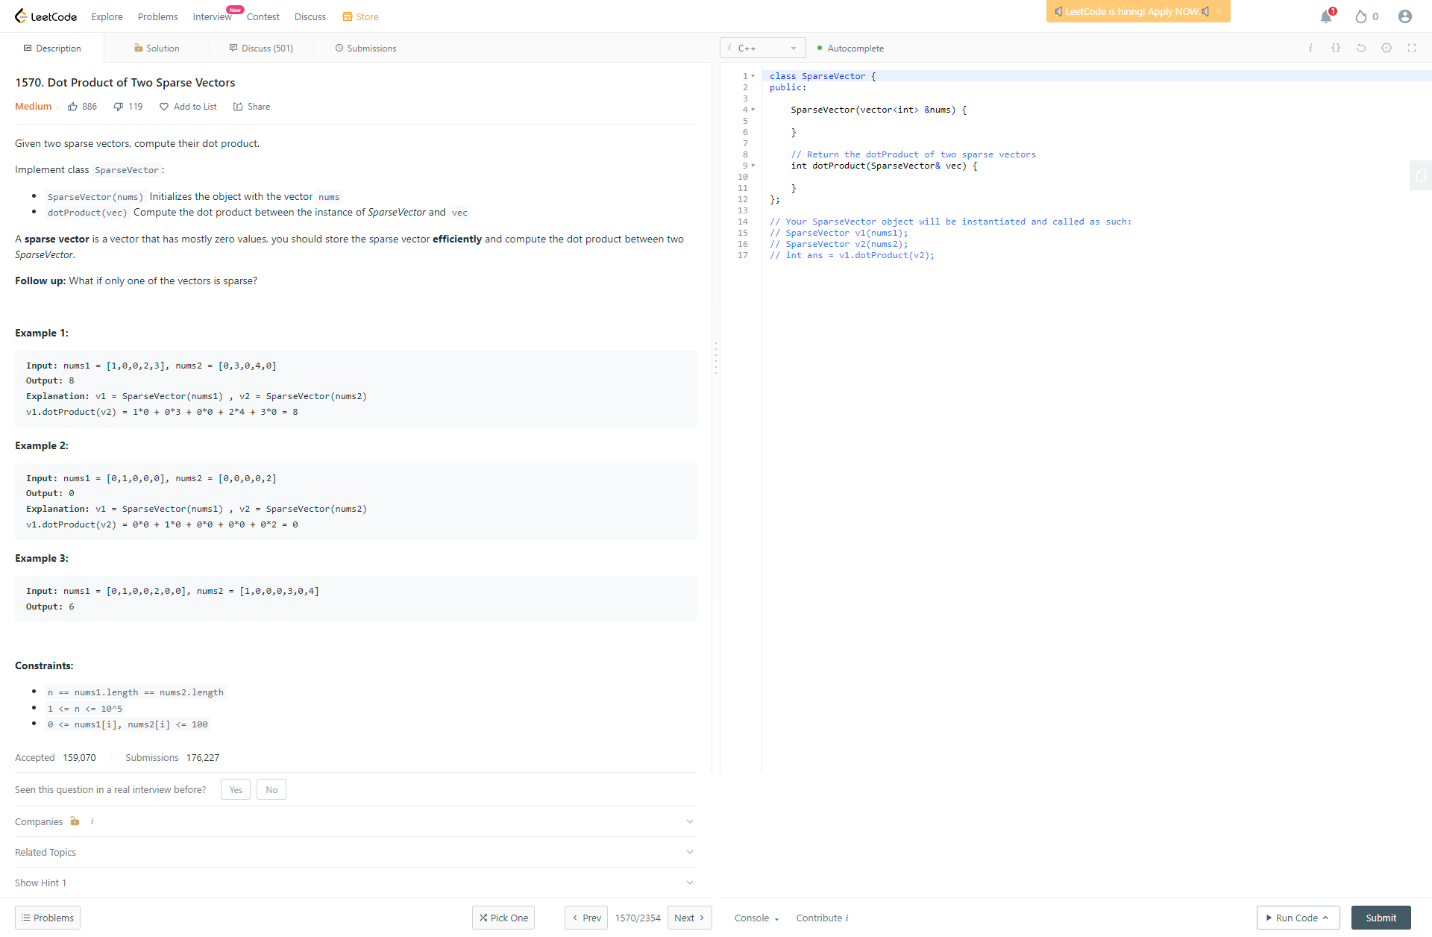 LeetCode Explore Problems Interview New Contest Discuss Store
LeetCode is hiring! Apply NOW. ×
1 0
Description Solution Discuss (501) Submissions
i C++ Autocomplete i {}
1570. Dot Product of Two Sparse Vectors
Medium 886 119 Add to List Share
Given two sparse vectors, compute their dot product.
Implement class SparseVector:
• SparseVector(nums) Initializes the object with the vector nums
• dotProduct(vec) Compute the dot product between the instance of SparseVector and vec
A sparse vector is a vector that has mostly zero values, you should store the sparse vector efficiently and compute the dot product between two
SparseVector.
Follow up: What if only one of the vectors is sparse?
Example 1:
Input: nums1 = [1,0,0,2,3], nums2 = [0,3,0,4,0]
Output: 8
Explanation: v1 = SparseVector(nums1) , v2 = SparseVector(nums2)
v1.dotProduct(v2) = 1*0 + 0*3 + 0*0 + 2*4 + 3*0 = 8
Example 2:
Input: nums1 = [0,1,0,0,0], nums2 = [0,0,0,0,2]
Output: 0
Explanation: v1 = SparseVector(nums1) , v2 = SparseVector(nums2)
v1.dotProduct(v2) = 0*0 + 1*0 + 0*0 + 0*0 + 0*2 = 0
Example 3:
Input: nums1 = [0,1,0,0,2,0,0], nums2 = [1,0,0,0,3,0,4]
Output: 6
Constraints:
• n == nums1.length == nums2.length
• 1 <= n <= 10^5
• 0 <= nums1[i], nums2[i] <= 100
Accepted 159,070 Submissions 176,227
Seen this question in a real interview before? Yes No
Companies i
Related Topics
Show Hint 1
Problems Pick One < Prev 1570/2354 Next >
1 class SparseVector {
2 public:
3
4 SparseVector(vector<int> &nums) {
5
6 }
7
8 // Return the dotProduct of two sparse vectors
9 int dotProduct(SparseVector& vec) {
10
11 }
12 };
13
14 // Your SparseVector object will be instantiated and called as such:
15 // SparseVector v1(nums1);
16 // SparseVector v2(nums2);
17 // int ans = v1.dotProduct(v2);
Console Contribute i Run Code Submit